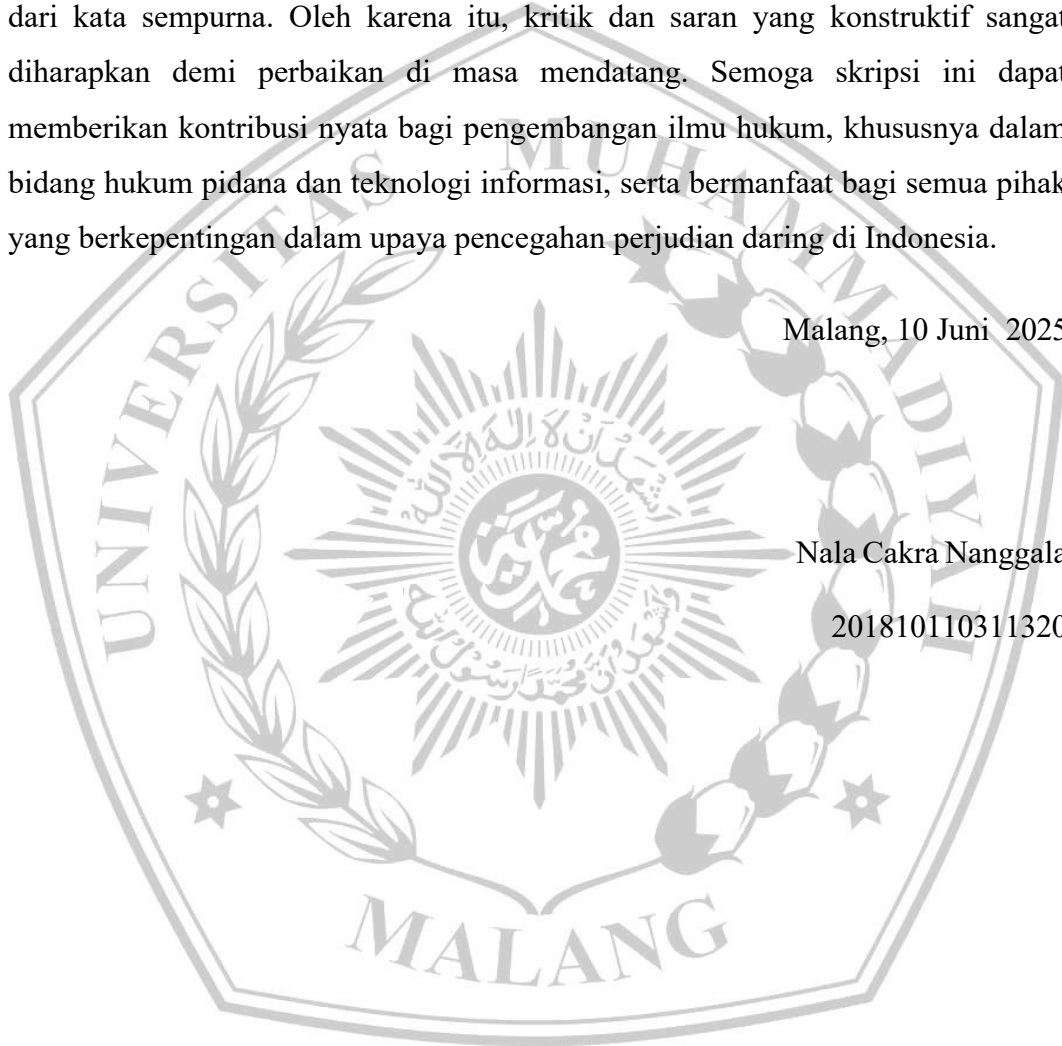 dari kata sempurna. Oleh karena itu, kritik dan saran yang konstruktif sangat
diharapkan demi perbaikan di masa mendatang. Semoga skripsi ini dapat
memberikan kontribusi nyata bagi pengembangan ilmu hukum, khususnya dalam
bidang hukum pidana dan teknologi informasi, serta bermanfaat bagi semua pihak
yang berkepentingan dalam upaya pencegahan perjudian daring di Indonesia.
Malang, 10 Juni  2025
Nala Cakra Nanggala
201810110311320
UNIVERSITAS MUHAMMADIYAH
MALANG